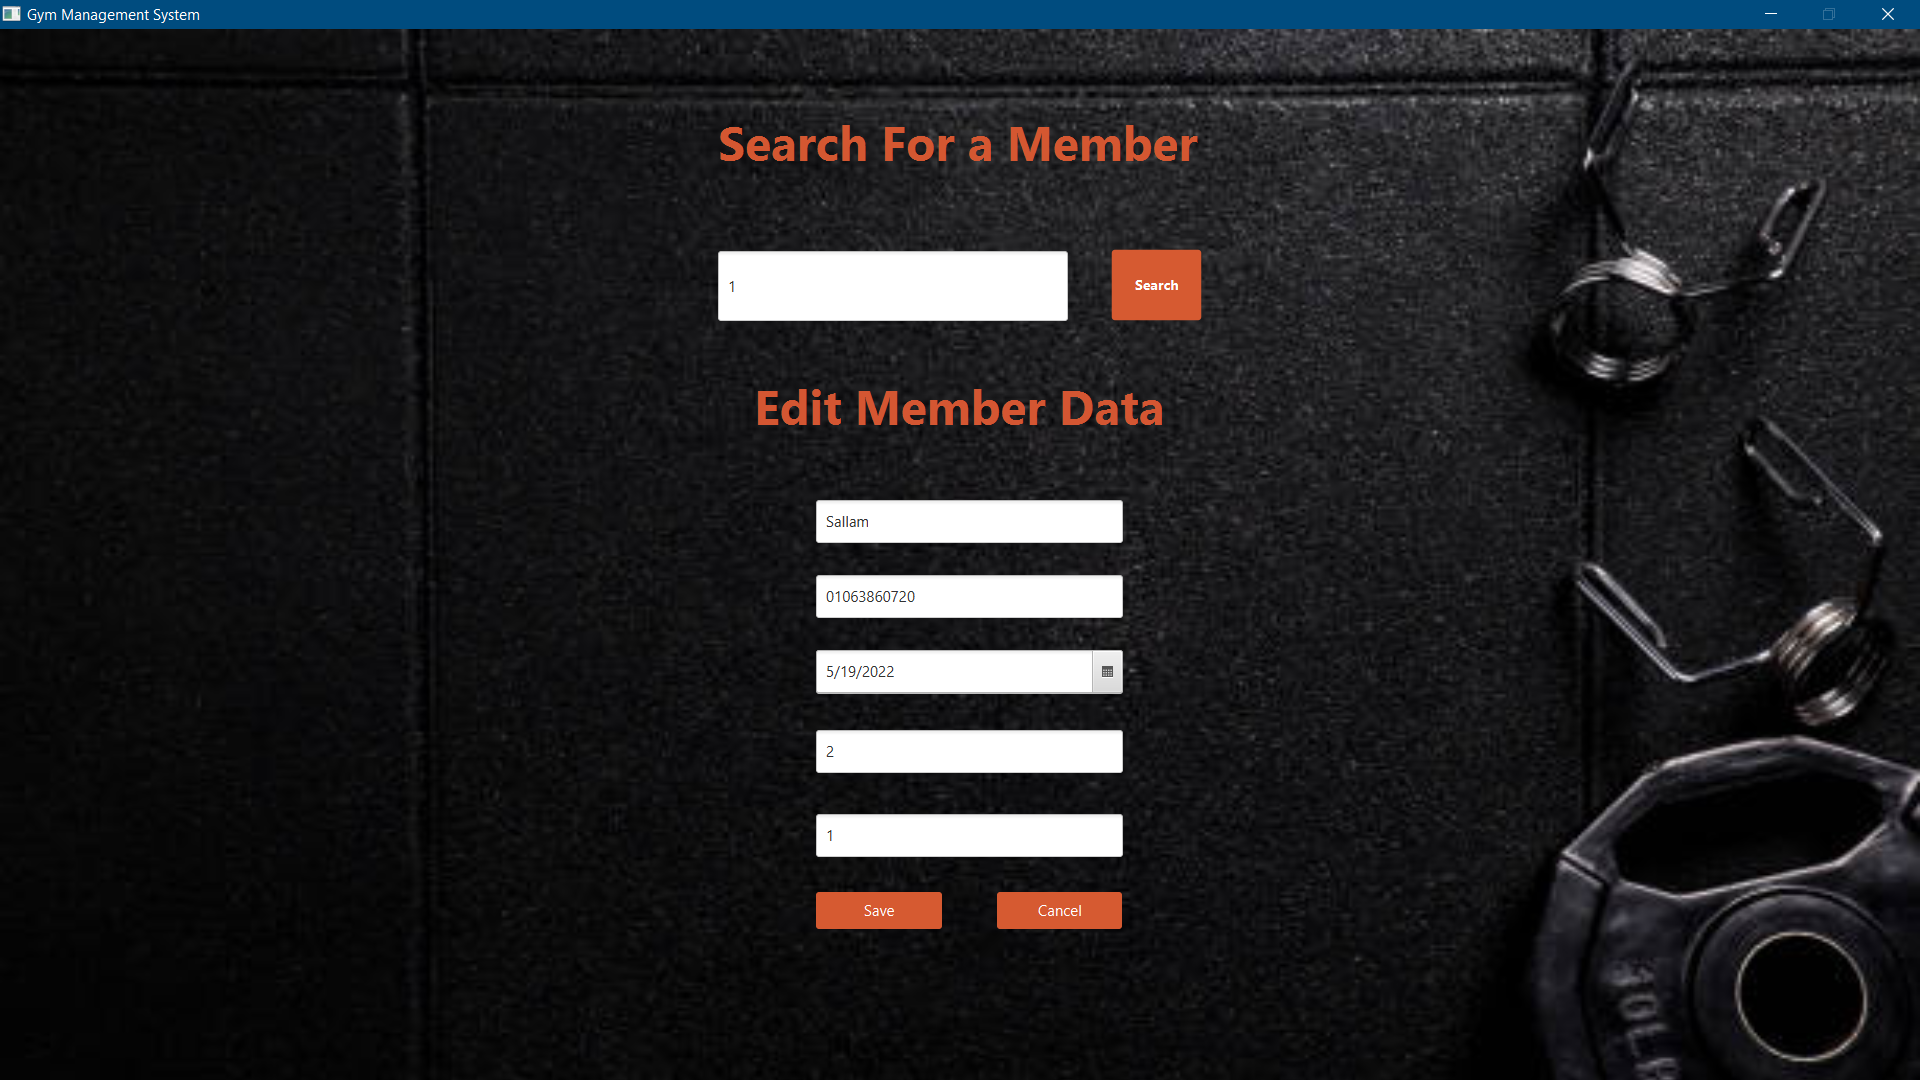 Gym Management System
Search For a Member
1
Search
Edit Member Data
Sallam
01063860720
5/19/2022
2
1
Save
Cancel